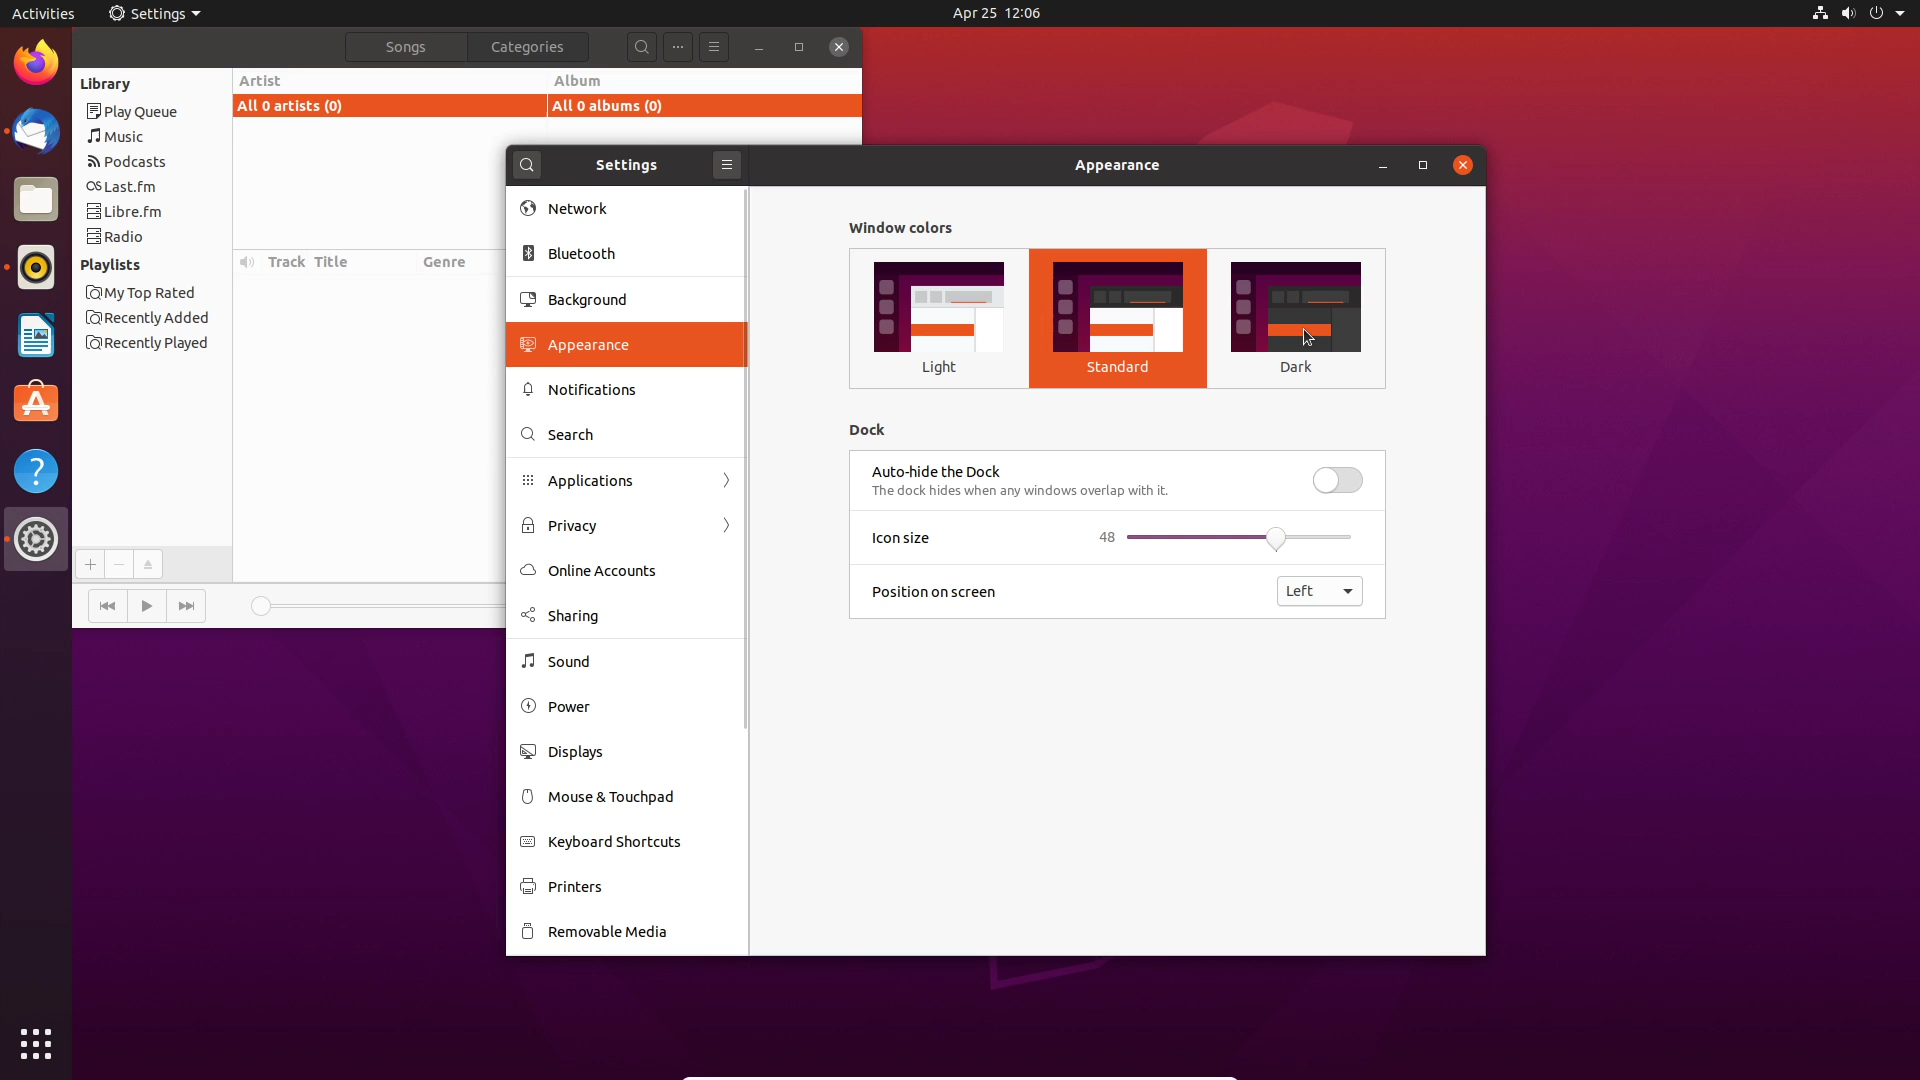 Activities Settings Apr 25 12:06
Songs Categories
Library
Play Queue
Music
Podcasts
Last.fm
Libre.fm
Radio
Playlists
My Top Rated
Recently Added
Recently Played
Artist Album
All 0 artists (0) All 0 albums (0)
Track Title Genre
Settings
Network
Bluetooth
Background
Appearance
Notifications
Search
Applications
Privacy
Online Accounts
Sharing
Sound
Power
Displays
Mouse & Touchpad
Keyboard Shortcuts
Printers
Removable Media
Appearance
Window colors
Light Standard Dark
Dock
Auto-hide the Dock
The dock hides when any windows overlap with it.
Icon size 48
Position on screen Left